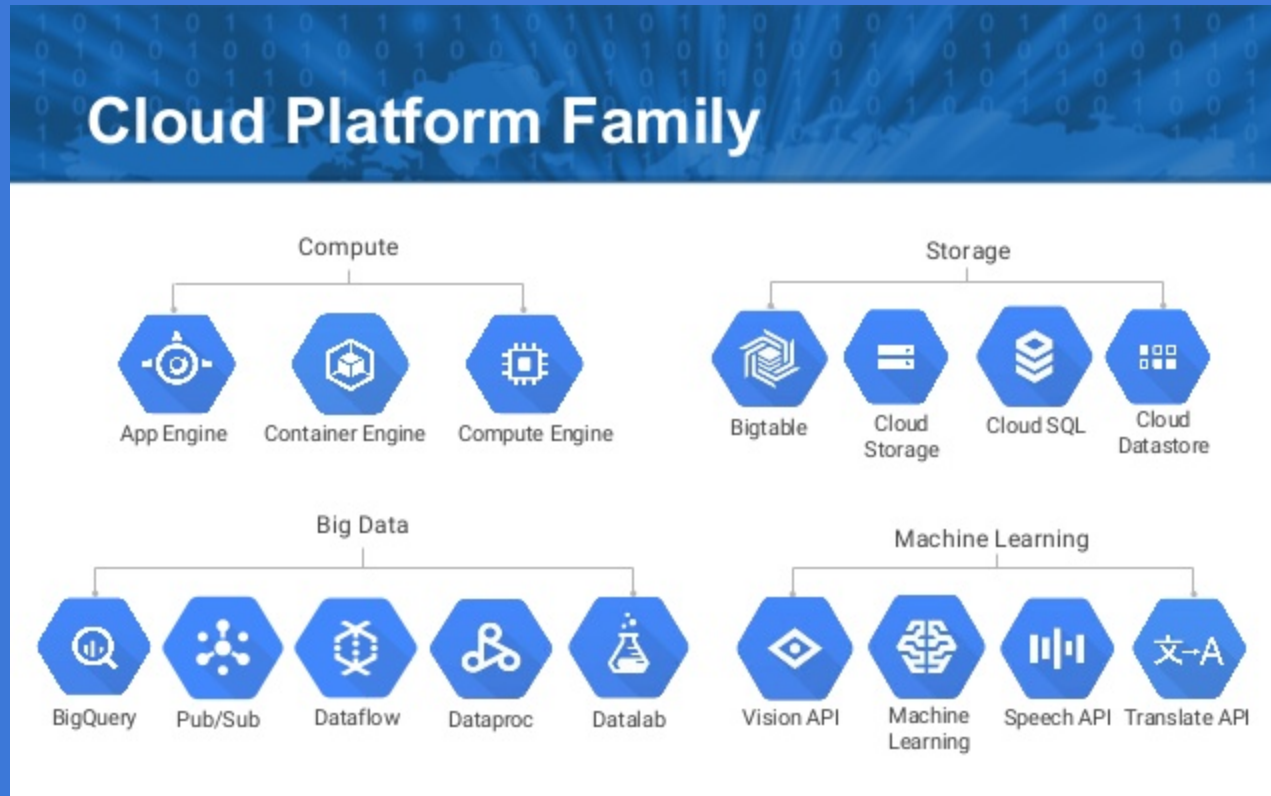 Cloud Platform Family
Compute
App Engine
Container Engine
Compute Engine
Storage
Bigtable
Cloud
Storage
Cloud SQL
Cloud
Datastore
Big Data
BigQuery
Pub/Sub
Dataflow
Dataproc
Datalab
Machine Learning
Vision API
Machine
Learning
Speech API
文→A
Translate API